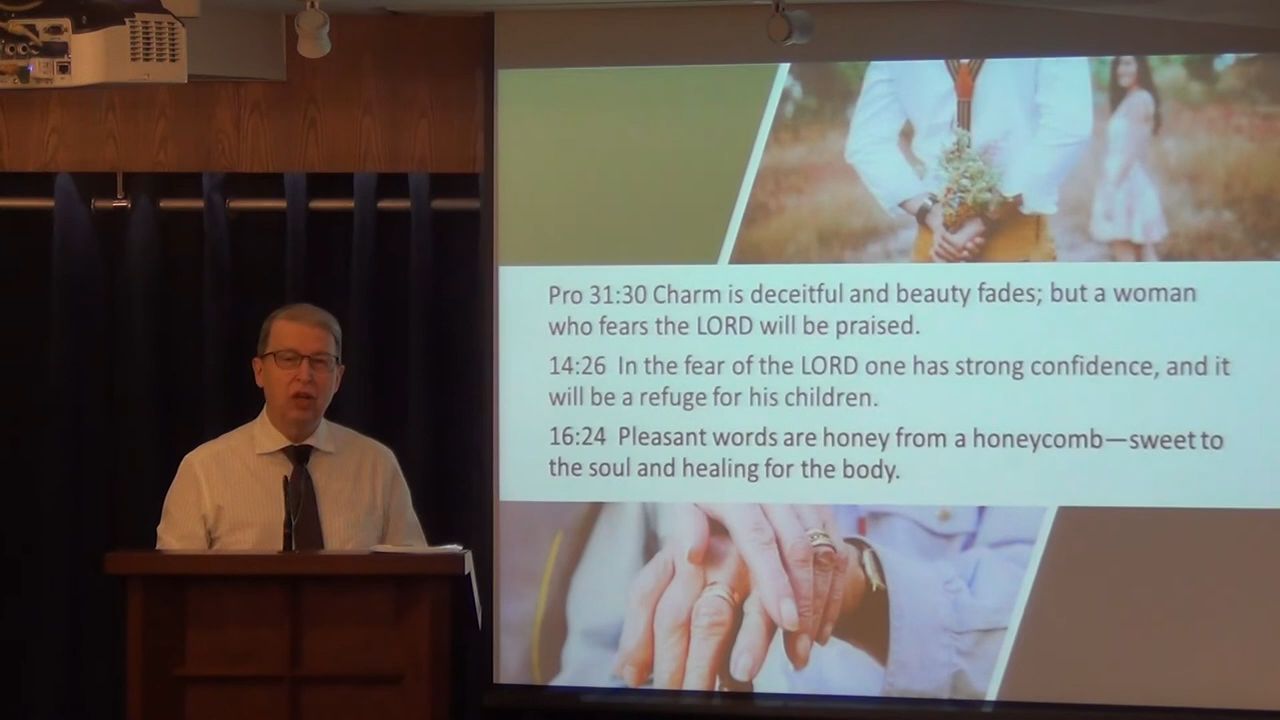 Pro 31:30 Charm is deceitful and beauty fades; but a woman
who fears the LORD will be praised.
14:26 In the fear of the LORD one has strong confidence, and it
will be a refuge for his children.
16:24 Pleasant words are honey from a honeycomb—sweet to
the soul and healing for the body.